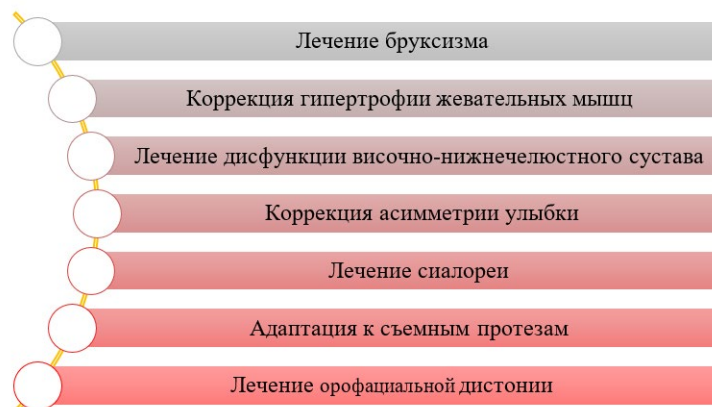 Лечение бруксизма
Коррекция гипертрофии жевательных мышц
Лечение дисфункции височно-нижнечелюстного сустава
Коррекция асимметрии улыбки
Лечение сиалореи
Адаптация к съемным протезам
Лечение орофациальной дистонии